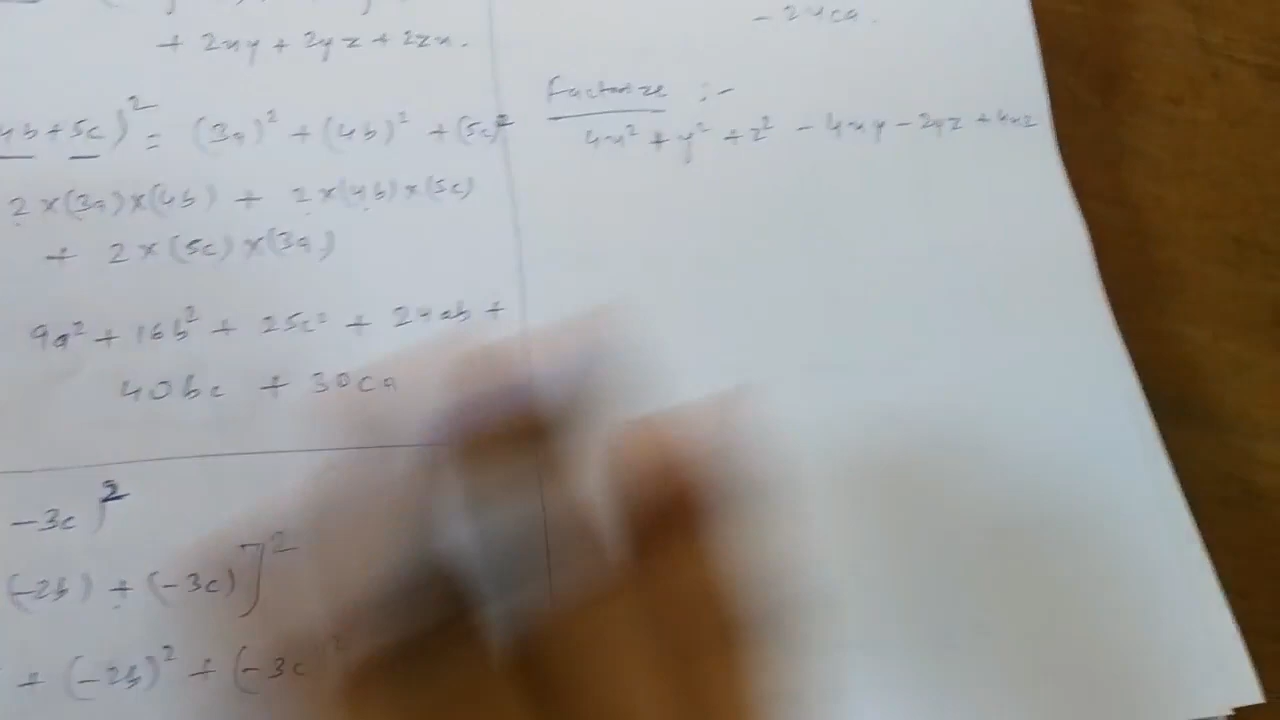 + 2xy + 2yz + 2zx.
4b + 5c)² = (3a)² + (4b)² + (5c)²
2 × (3a) × (4b) + 2 × (4b) × (5c)
+ 2 × (5c) × (3a)
9a² + 16b² + 25c² + 24ab +
40bc + 30ca
-3c)²
(-2b) + (-3c)]²
+ (-2b)² + (-3c
- 24ca.
Factorize :-
4x² + y² + z² - 4xy - 2yz + 4xz